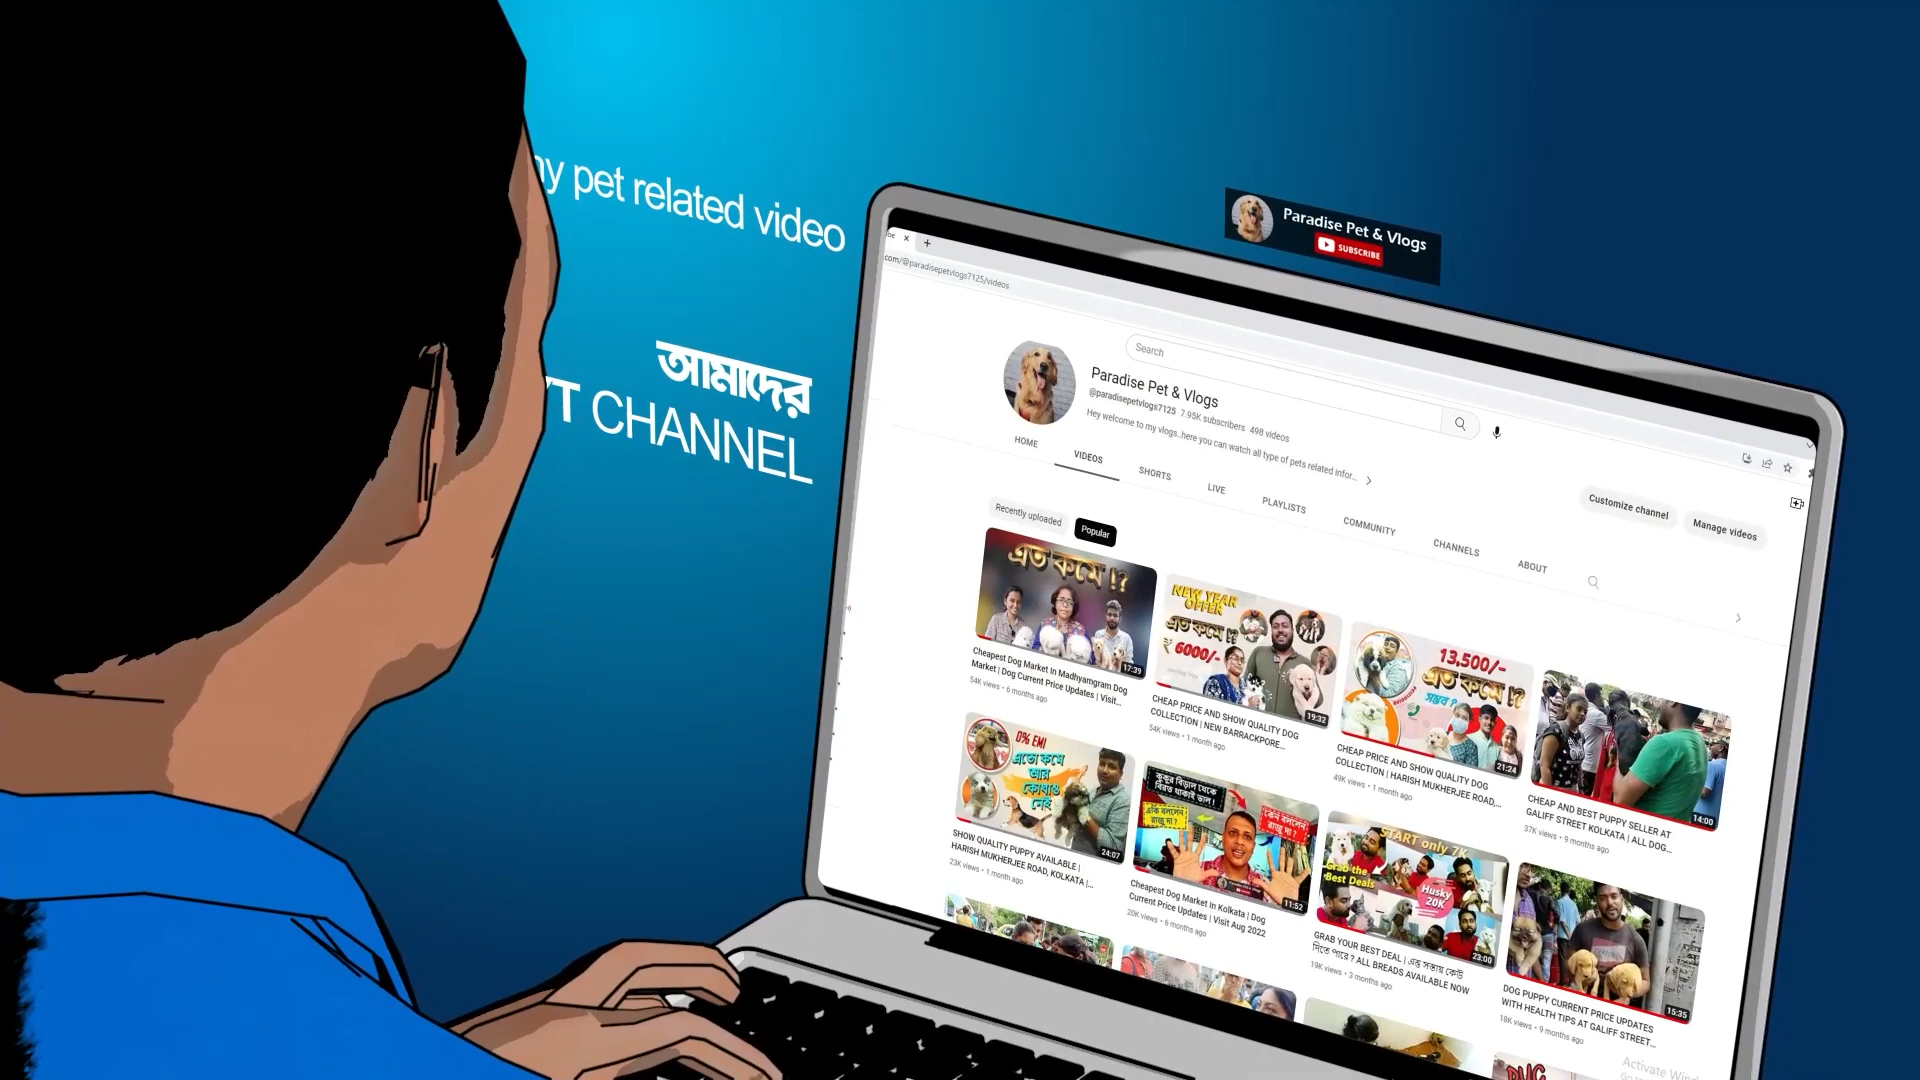 ny pet related video
আমাদের
YT CHANNEL
Paradise Pet & Vlogs
SUBSCRIBE
.com/@paradisepetvlogs7125/videos
Search
Paradise Pet & Vlogs
@paradisepetvlogs7125 7.95K subscribers 498 videos
Hey welcome to my vlogs..here you can watch all type of pets related infor...
HOME
VIDEOS
SHORTS
LIVE
PLAYLISTS
COMMUNITY
CHANNELS
ABOUT
Customize channel
Manage videos
Recently uploaded
Popular
এত কমে !?
17:39
Cheapest Dog Market In Madhyamgram Dog
Market | Dog Current Price Updates | Visit...
54K views • 6 months ago
NEW YEAR
OFFER
এত কমে !?
₹ 6000/-
19:32
CHEAP PRICE AND SHOW QUALITY DOG
COLLECTION | NEW BARRACKPORE...
54K views • 1 month ago
13,500/-
এত কমে !?
সম্ভব ?
21:24
CHEAP PRICE AND SHOW QUALITY DOG
COLLECTION | HARISH MUKHERJEE ROAD,...
49K views • 1 month ago
14:00
CHEAP AND BEST PUPPY SELLER AT
GALIFF STREET KOLKATA | ALL DOG...
37K views • 9 months ago
0% EMI
এতো কমে
আর
কোথাও
নেই
24:07
SHOW QUALITY PUPPY AVAILABLE |
HARISH MUKHERJEE ROAD, KOLKATA |...
23K views • 1 month ago
কুকুর বিড়াল থেকে
বিরত থাকাই ভাল !
একি বললেন
রাজু দা ?
কেন বললেন
রাজু দা ?
11:52
Cheapest Dog Market In Kolkata | Dog
Current Price Updates | Visit Aug 2022
20K views • 6 months ago
START only 7K
Grab the
Best Deals
Husky
20K
23:00
GRAB YOUR BEST DEAL | এত সস্তায় কেউ
দিতে পারে ? ALL BREADS AVAILABLE NOW
19K views • 3 months ago
15:35
DOG PUPPY CURRENT PRICE UPDATES
WITH HEALTH TIPS AT GALIFF STREET...
18K views • 9 months ago
PUG